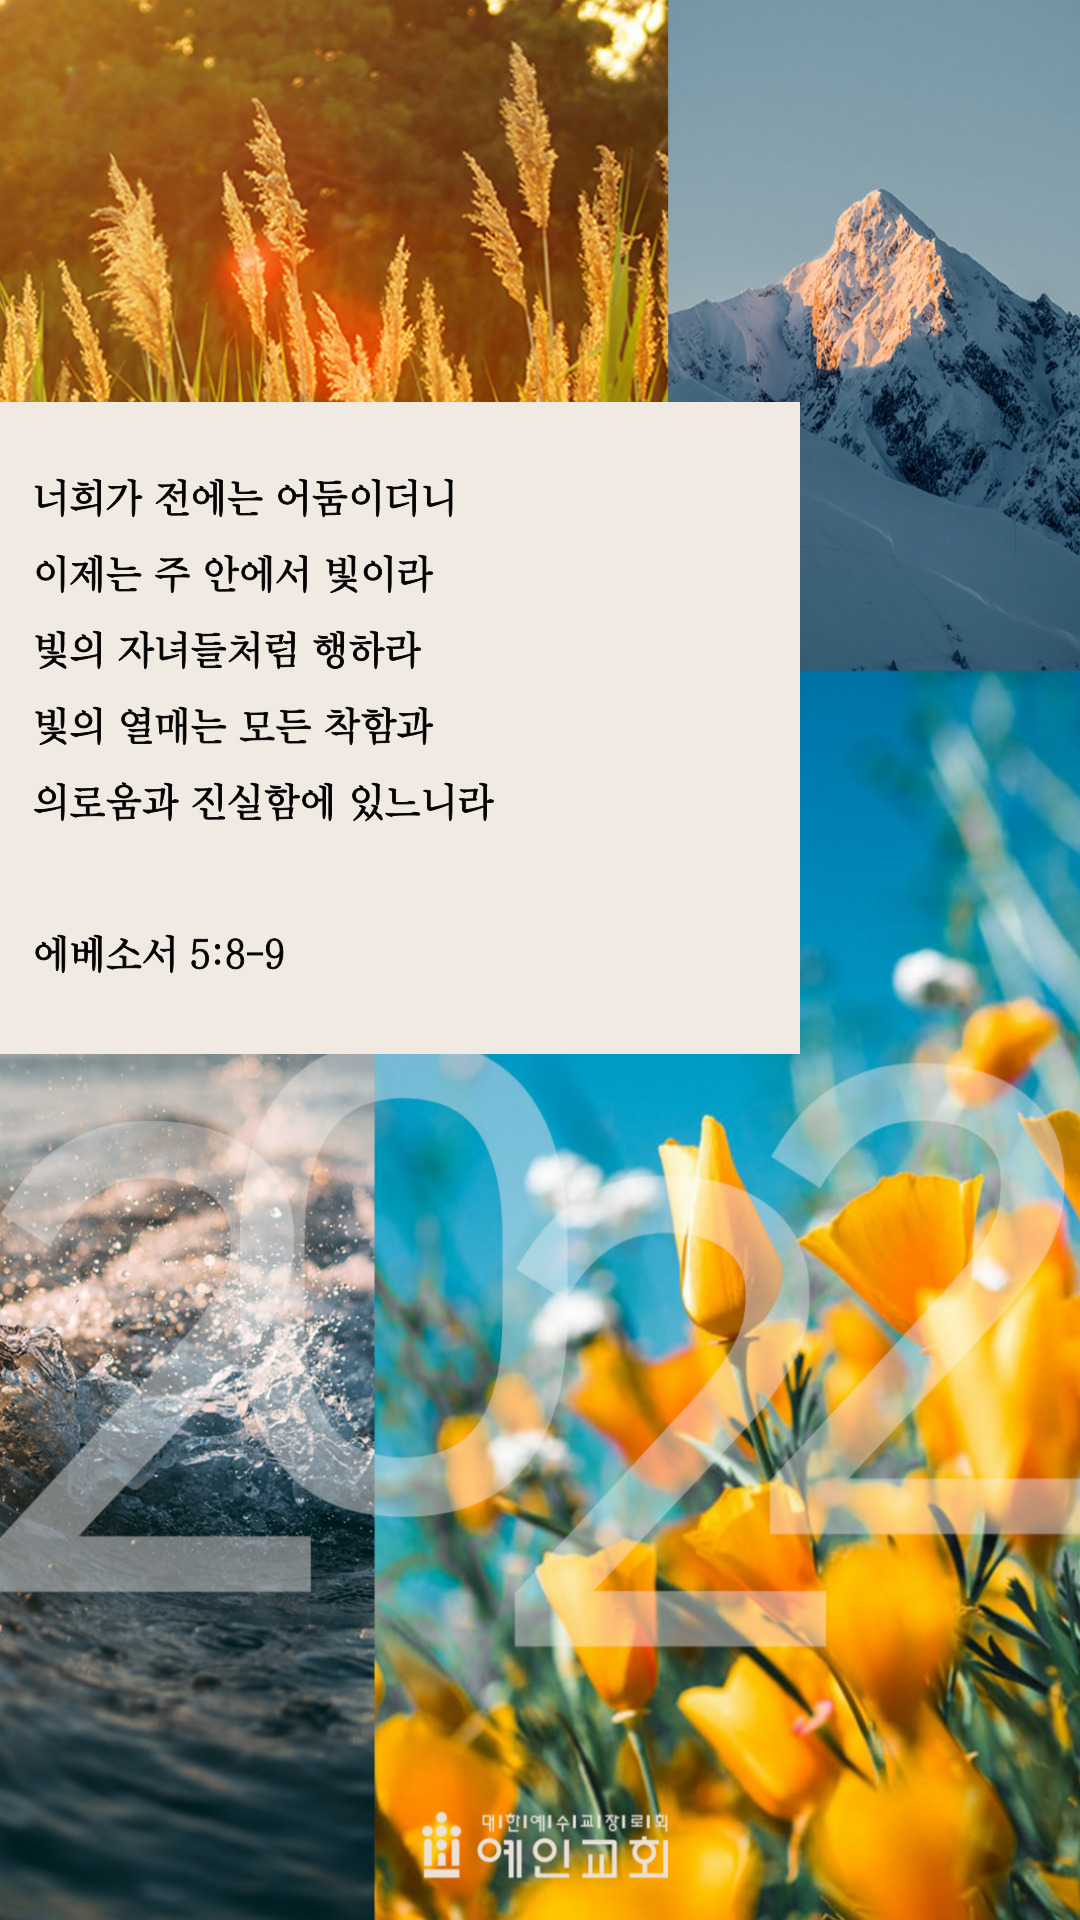 너희가 전에는 어둠이더니
이제는 주 안에서 빛이라
빛의 자녀들처럼 행하라
빛의 열매는 모든 착함과
의로움과 진실함에 있느니라
에베소서 5:8-9
2022
대한예수교장로회
예인교회